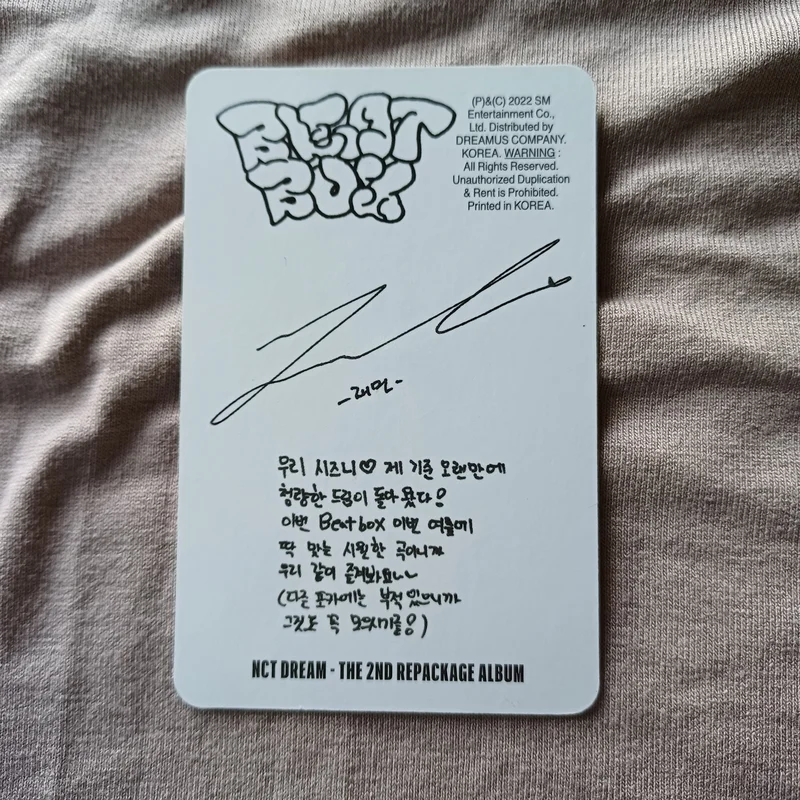 BEAT
BOX
(P)&(C) 2022 SM
Entertainment Co.,
Ltd. Distributed by
DREAMUS COMPANY.
KOREA. WARNING :
All Rights Reserved.
Unauthorized Duplication
& Rent is Prohibited.
Printed in KOREA.
-재민-
우리 시즈니♡ 제 기준 오랜만에
청량한 드림이 돌아왔다!
이번 Beatbox 이번 여름에
딱 맞는 시원한 곡이니까
우리 같이 즐겨봐요~~
(다른 포카에는 부적 있으니까
그것도 꼭 모으시길!)
NCT DREAM - THE 2ND REPACKAGE ALBUM